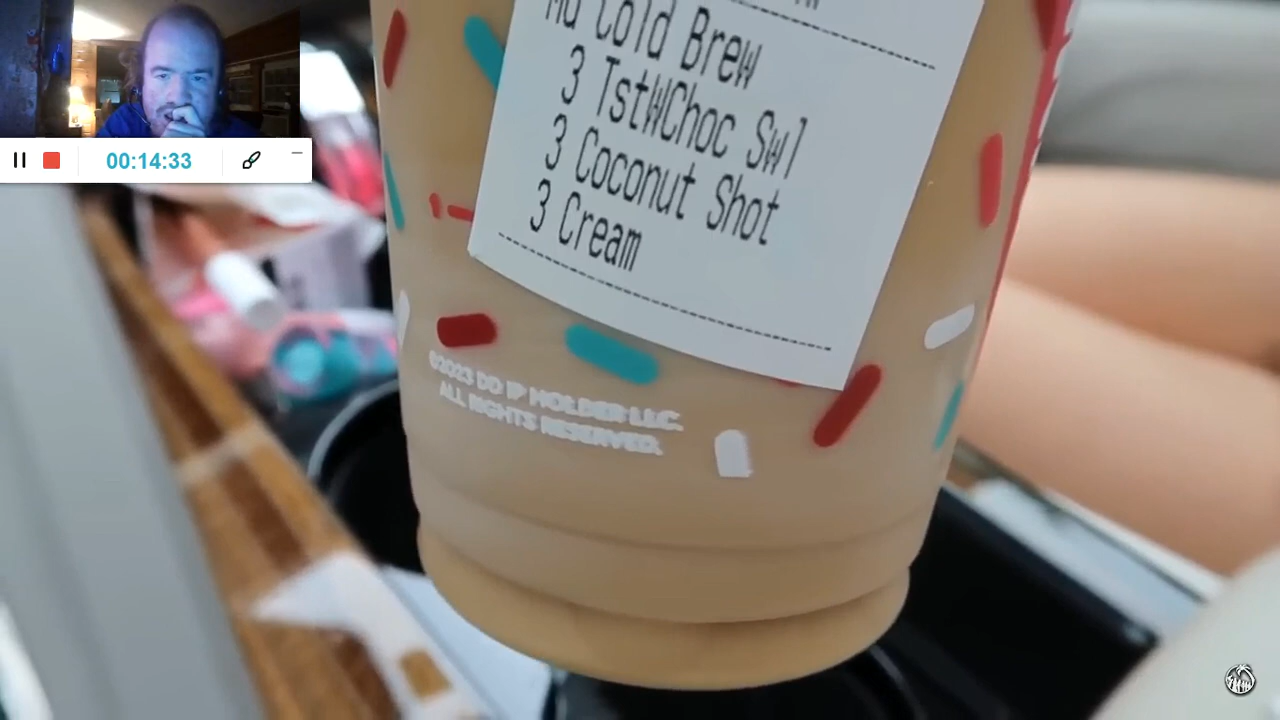 00:14:33
Md Cold Brew
3 TstWChoc Swl
3 Coconut Shot
3 Cream
©2023 DD IP HOLDER LLC.
ALL RIGHTS RESERVED.